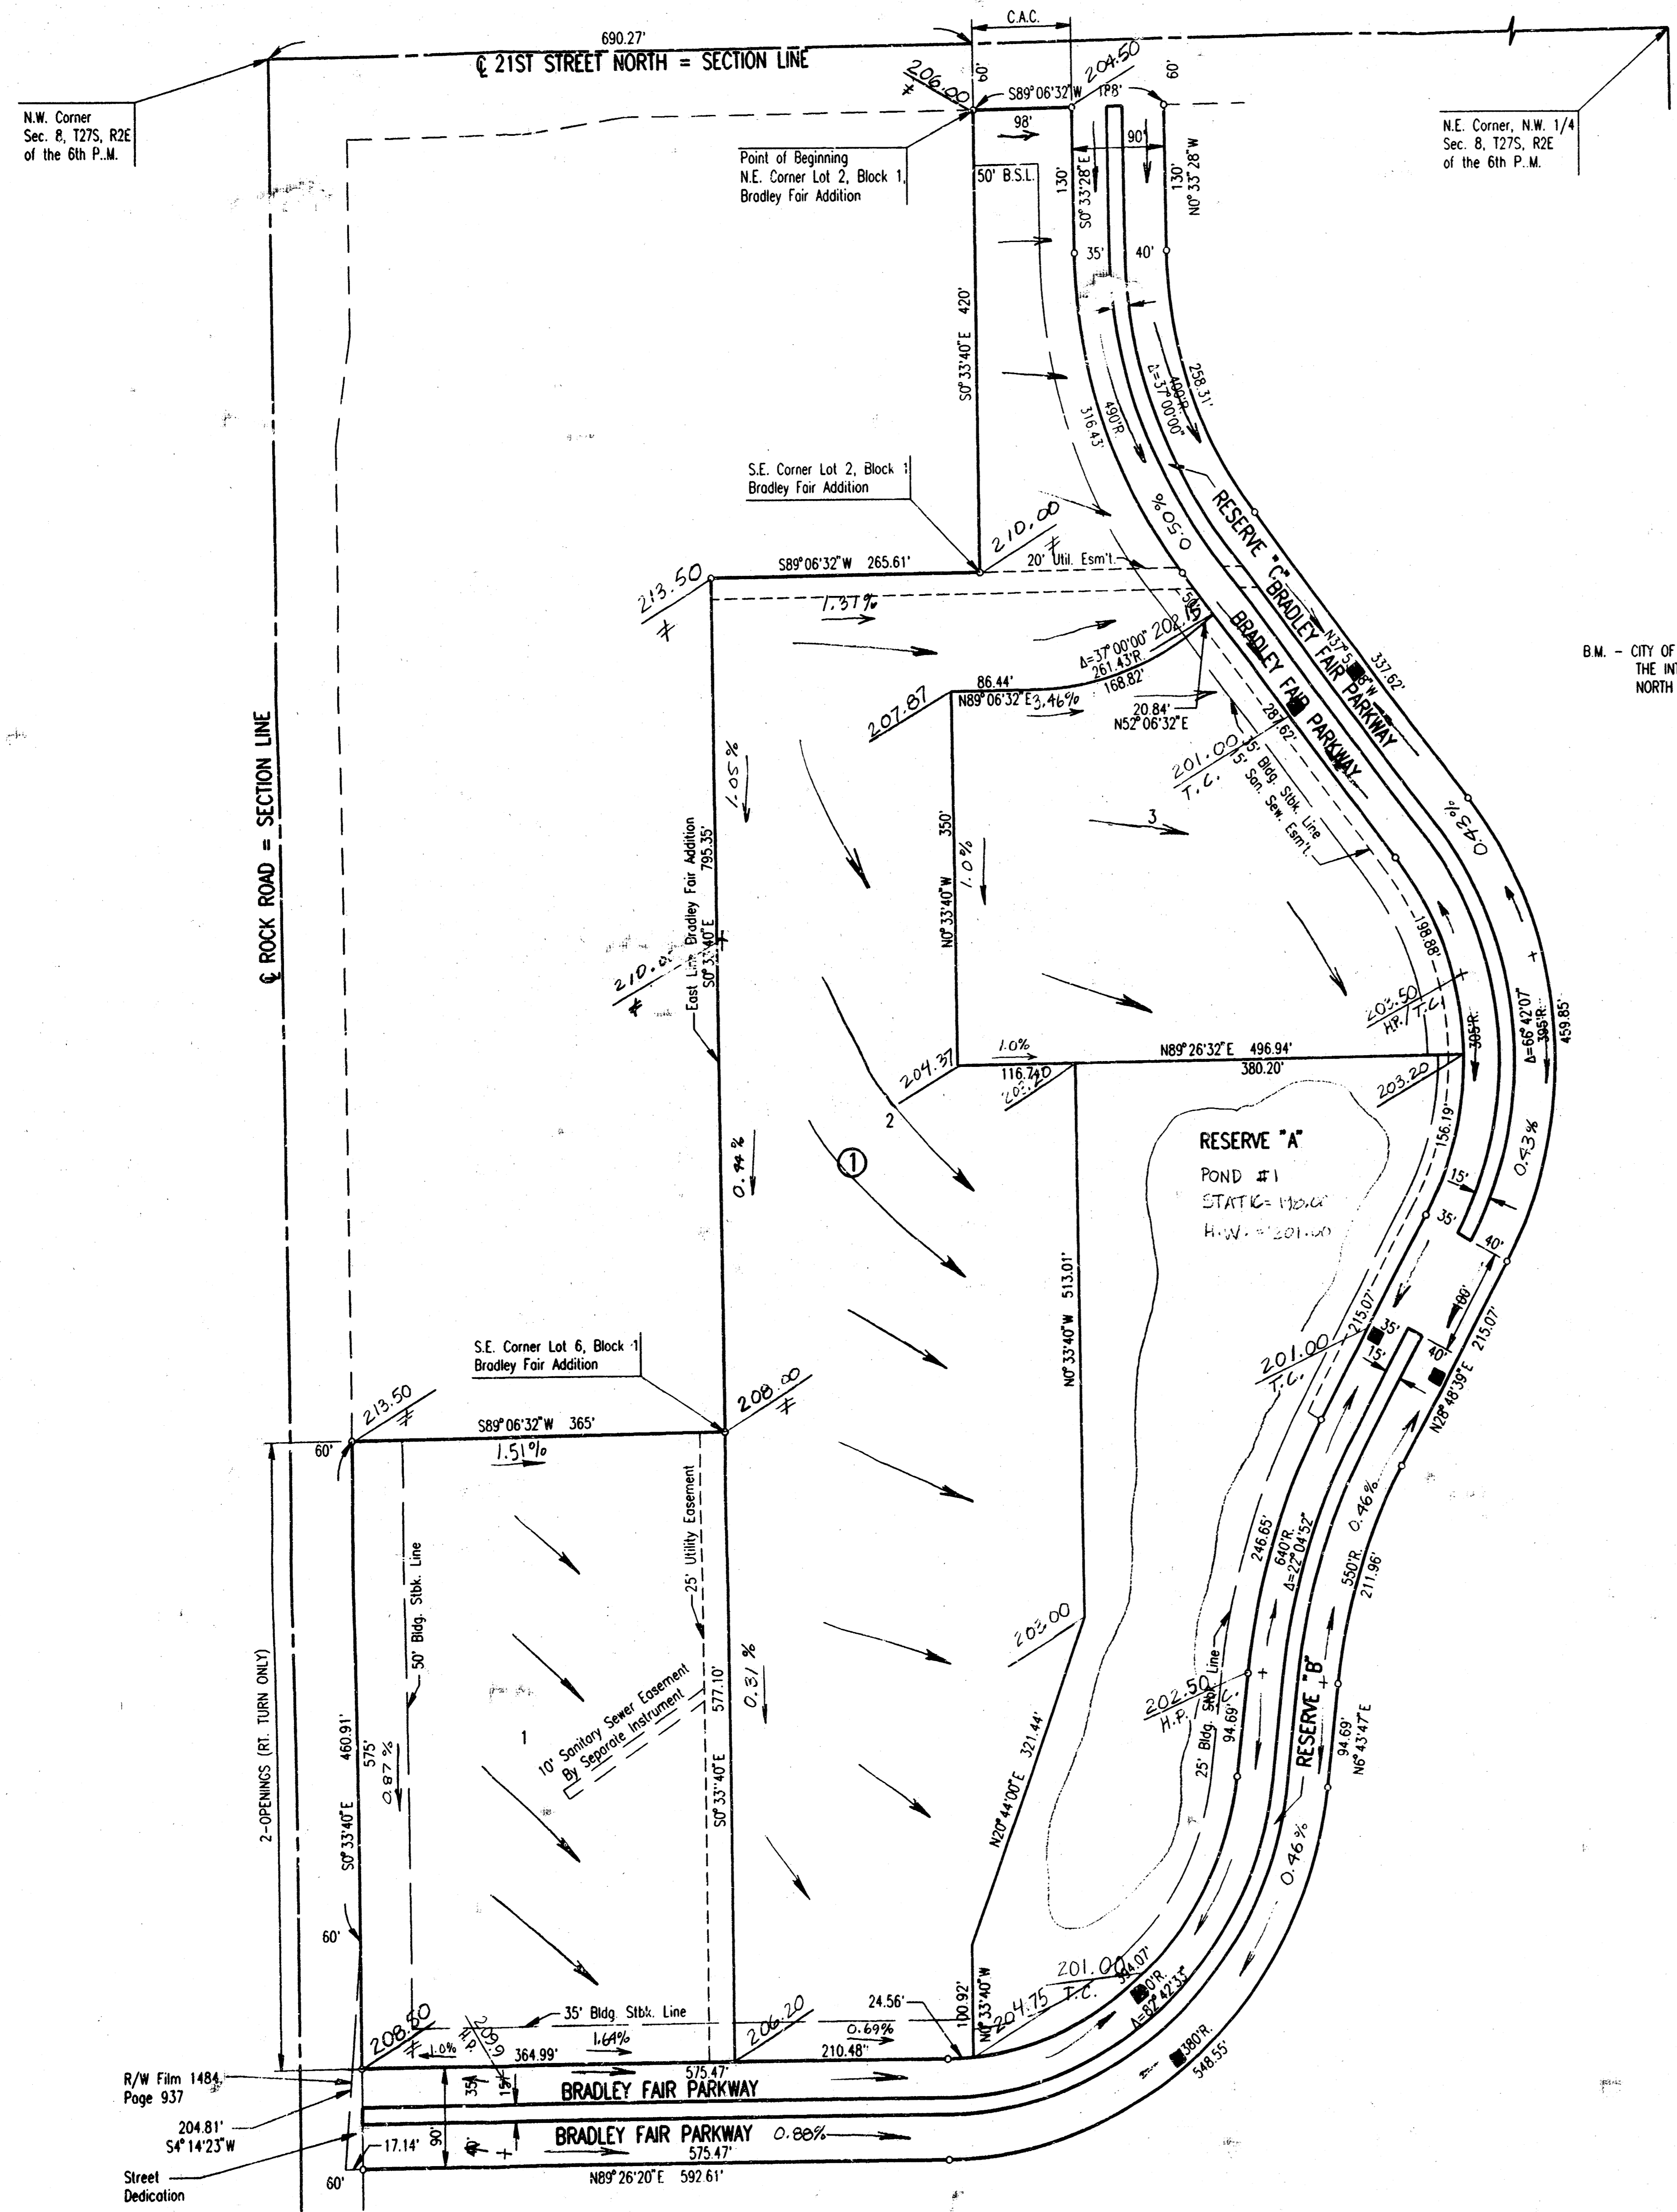 C.A.C.
690.27'
℄ 21ST STREET NORTH = SECTION LINE
N.W. Corner
Sec. 8, T27S, R2E
of the 6th P..M.
206.00
60'
204.50
60'
S89°06'32"W
98'
90'
N.E. Corner, N.W. 1/4
Sec. 8, T27S, R2E
of the 6th P..M.
Point of Beginning
N.E. Corner Lot 2, Block 1,
Bradley Fair Addition
50' B.S.L.
130'
S0°33'28"E
130'
N0°33'28"W
35'
40'
S0°33'40"E 420'
316.43'
490'R.
Δ=37°00'00"
400'R.
258.31'
S.E. Corner Lot 2, Block 1
Bradley Fair Addition
0.50%
RESERVE "C"
210.00
213.50
S89°06'32"W 265.61'
20' Util. Esm't.
1.37%
BRADLEY FAIR PARKWAY
BRADLEY FAIR PARKWAY
337.62'
B.M. - CITY OF
NORTH
Δ=37°00'00"
261.43'R.
168.82'
86.44'
N89°06'32"E
3.46%
20.84'
N52°06'32"E
207.87
287.62'
201.00
T.C.
35' Bldg. Stbk. Line
15' San. Sew. Esm't.
℄ ROCK ROAD = SECTION LINE
1.05%
East Line Bradley Fair Addition
S0°33'40"E 795.35'
N0°33'40"W 350'
1.0%
3
0.43%
198.88'
203.50
H.P./T.C.
395'R.
Δ=66°42'07"
395'R.
459.85'
1.0%
N89°26'32"E 496.94'
204.37
203.20
380.20'
203.20
2
1
0.44%
RESERVE "A"
POND #1
H.W. = 201.00
156.19'
0.43%
15'
35'
40'
100'
N0°33'40"W 513.01'
215.07'
35'
15'
40'
215.07'
N28°48'39"E
201.00
T.C.
S.E. Corner Lot 6, Block 1
Bradley Fair Addition
213.50
208.00
S89°06'32"W 365'
60'
1.51%
25' Utility Easement
50' Bldg. Stbk. Line
246.65'
640'R.
Δ=22°04'52"
0.46%
550'R.
211.96'
2-OPENINGS (RT. TURN ONLY)
460.91'
575'
0.87%
S0°33'40"E
1
10' Sanitary Sewer Easement
By Separate Instrument
577.10'
S0°33'40"E
0.31%
203.00
202.50
H.P./T.C.
25' Bldg. Stbk. Line
94.69'
RESERVE "B"
94.69'
N6°43'47"E
N20°44'00"E 321.44'
0.46%
60'
100.92'
N0°33'40"W
201.00
T.C.
204.75
Δ=82°42'33"
380'R.
548.55'
24.56'
35' Bldg. Stbk. Line
208.50
H.P.
1.0%
364.99'
1.64%
206.20
0.69%
210.48'
575.47'
R/W Film 1484,
Page 937
204.81'
S4°14'23"W
35'
15'
BRADLEY FAIR PARKWAY
90'
17.14'
BRADLEY FAIR PARKWAY 0.88%
575.47'
Street
Dedication
60'
N89°26'20"E 592.61'